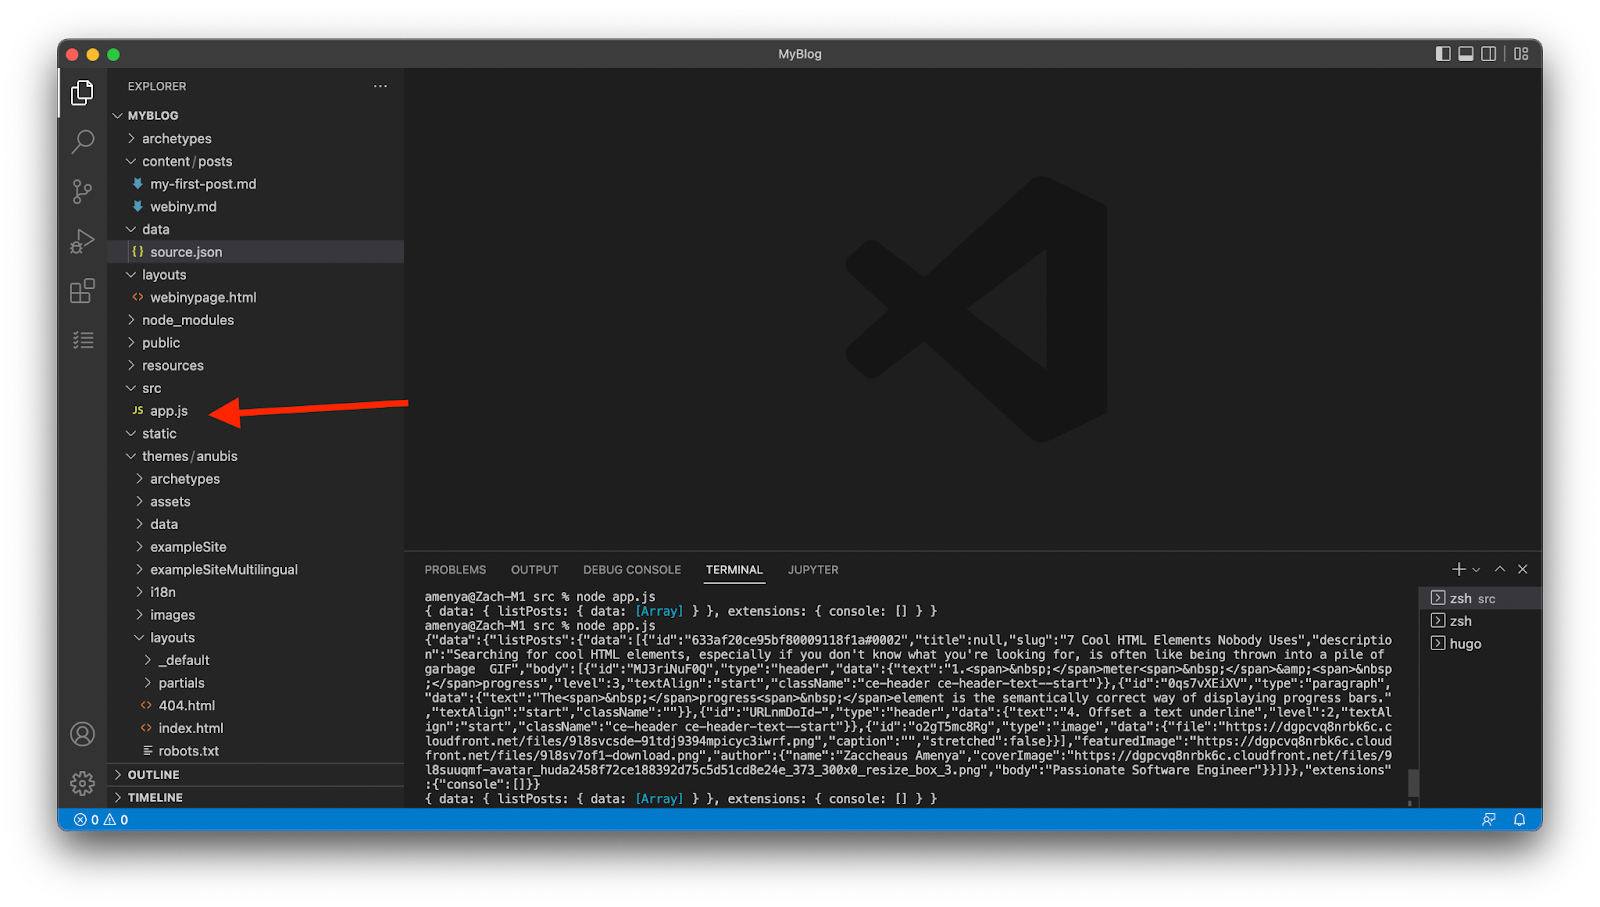 MyBlog
EXPLORER
MYBLOG
archetypes
content/posts
my-first-post.md
webiny.md
data
{} source.json
layouts
<> webinypage.html
node_modules
public
resources
src
JS app.js
static
themes/anubis
archetypes
assets
data
exampleSite
exampleSiteMultilingual
i18n
images
layouts
_default
partials
<> 404.html
<> index.html
robots.txt
OUTLINE
TIMELINE
PROBLEMS OUTPUT DEBUG CONSOLE TERMINAL JUPYTER
amenya@Zach-M1 src % node app.js
{ data: { listPosts: { data: [Array] } }, extensions: { console: [] } }
amenya@Zach-M1 src % node app.js
{"data":{"listPosts":{"data":[{"id":"633af20ce95bf80009118f1a#0002","title":null,"slug":"7 Cool HTML Elements Nobody Uses","descriptio
n":"Searching for cool HTML elements, especially if you don't know what you're looking for, is often like being thrown into a pile of
garbage  GIF","body":[{"id":"MJ3riNuF0Q","type":"header","data":{"text":"1.<span>&nbsp;</span>meter<span>&nbsp;</span>&amp;<span>&nbsp
;</span>progress","level":3,"textAlign":"start","className":"ce-header ce-header-text--start"}},{"id":"0qs7vXEiXV","type":"paragraph",
"data":{"text":"The<span>&nbsp;</span>progress<span>&nbsp;</span>element is the semantically correct way of displaying progress bars."
,"textAlign":"start","className":""}},{"id":"URLnmDoId-","type":"header","data":{"text":"4. Offset a text underline","level":2,"textAl
ign":"start","className":"ce-header ce-header-text--start"}},{"id":"o2gT5mc8Rg","type":"image","data":{"file":"https://dgpcvq8nrbk6c.c
loudfront.net/files/9l8svcsde-91tdj9394mpicyc3iwrf.png","caption":"","stretched":false}}],"featuredImage":"https://dgpcvq8nrbk6c.cloud
front.net/files/9l8sv7of1-download.png","author":{"name":"Zaccheaus Amenya","coverImage":"https://dgpcvq8nrbk6c.cloudfront.net/files/9
l8suuqmf-avatar_huda2458f72ce188392d75c5d51cd8e24e_373_300x0_resize_box_3.png","body":"Passionate Software Engineer"}}]}},"extensions"
:{"console":[]}}
{ data: { listPosts: { data: [Array] } }, extensions: { console: [] } }
zsh src
zsh
hugo
0 0